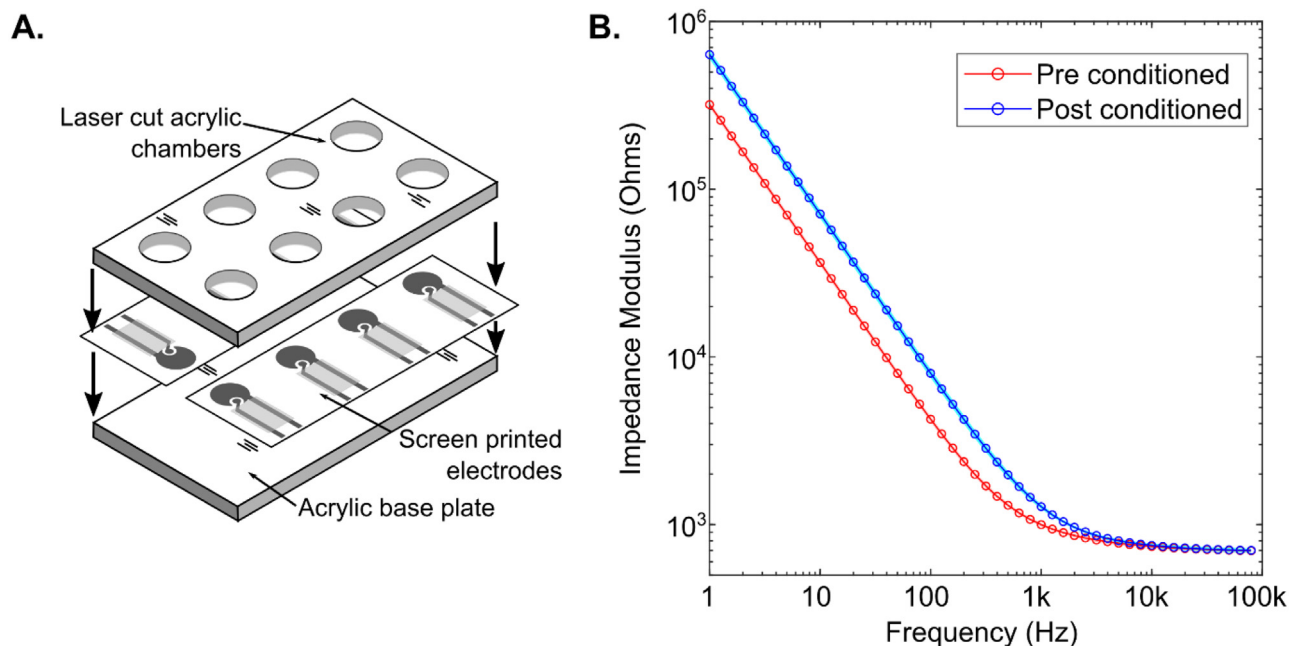 A.
Laser cut acrylic
chambers
Screen printed
electrodes
Acrylic base plate
B.
10⁶
10⁵
10⁴
10³
Impedance Modulus (Ohms)
Pre conditioned
Post conditioned
1 10 100 1k 10k 100k
Frequency (Hz)